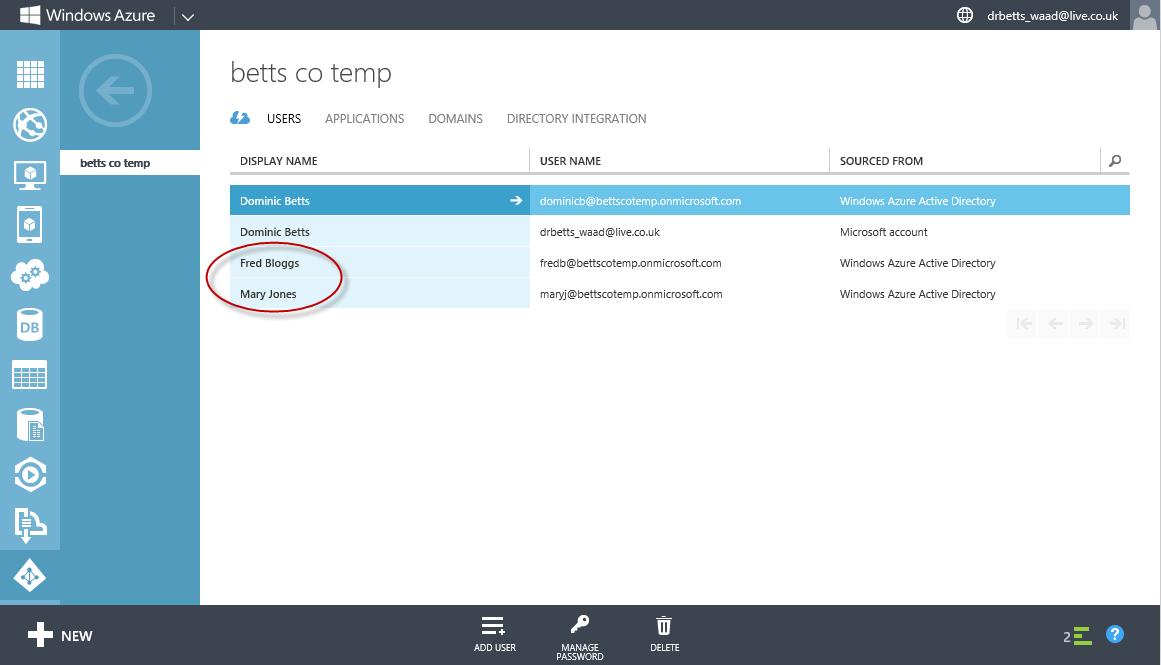 Windows Azure
drbetts_waad@live.co.uk
betts co temp
betts co temp
USERS APPLICATIONS DOMAINS DIRECTORY INTEGRATION
DISPLAY NAME USER NAME SOURCED FROM
Dominic Betts dominicb@bettscotemp.onmicrosoft.com Windows Azure Active Directory
Dominic Betts drbetts_waad@live.co.uk Microsoft account
Fred Bloggs fredb@bettscotemp.onmicrosoft.com Windows Azure Active Directory
Mary Jones maryj@bettscotemp.onmicrosoft.com Windows Azure Active Directory
DB
NEW
ADD USER
MANAGE
PASSWORD
DELETE
2
?